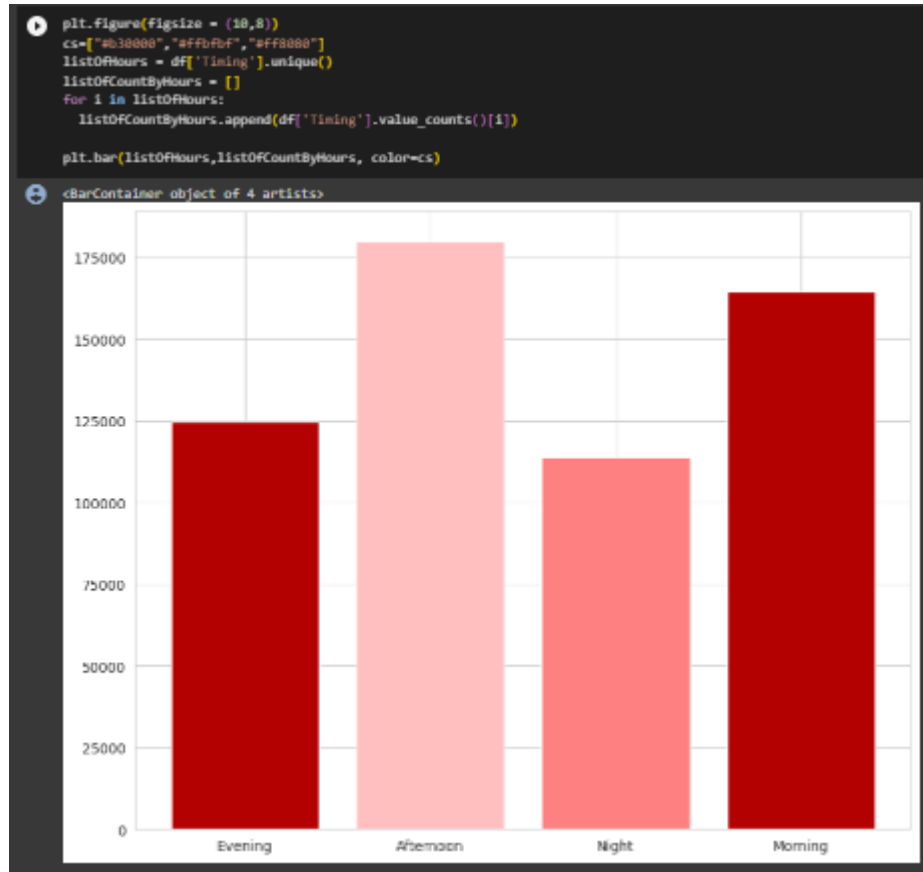 plt.figure(figsize = (10,8))
cs=["#b30000","#ffbfbf","#ff8080"]
listOfHours = df['Timing'].unique()
listOfCountByHours = []
for i in listOfHours:
  listOfCountByHours.append(df['Timing'].value_counts()[i])
plt.bar(listOfHours,listOfCountByHours, color=cs)
<BarContainer object of 4 artists>
175000
150000
125000
100000
75000
50000
25000
0
Evening Afternoon Night Morning